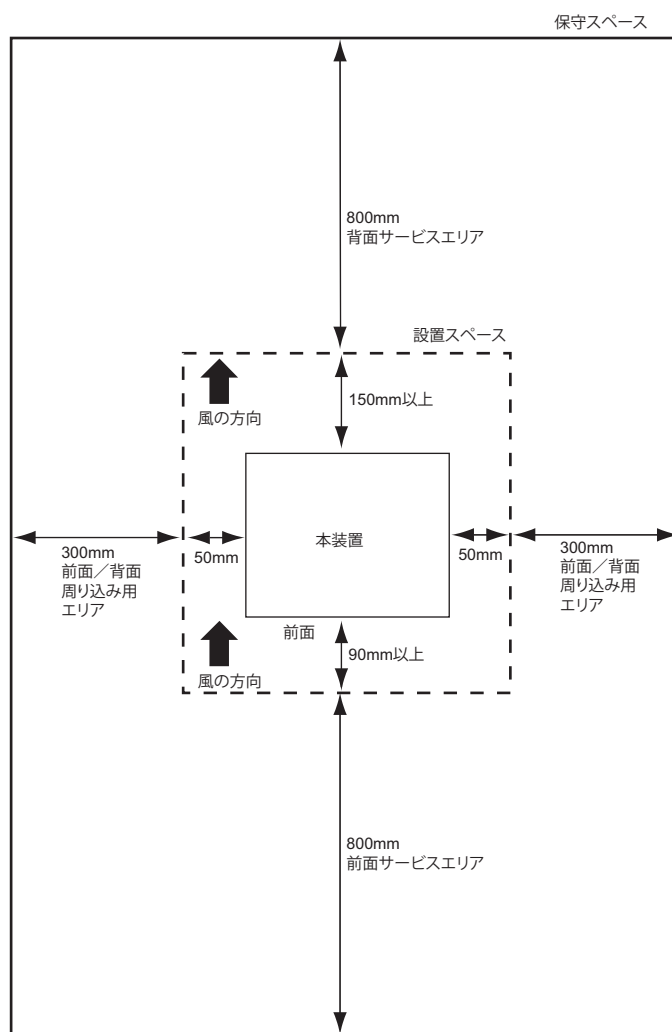 保守スペース
800mm
背面サービスエリア
設置スペース
150mm以上
風の方向
300mm
前面／背面
周り込み用
エリア
50mm
本装置
50mm
300mm
前面／背面
周り込み用
エリア
前面
90mm以上
風の方向
800mm
前面サービスエリア